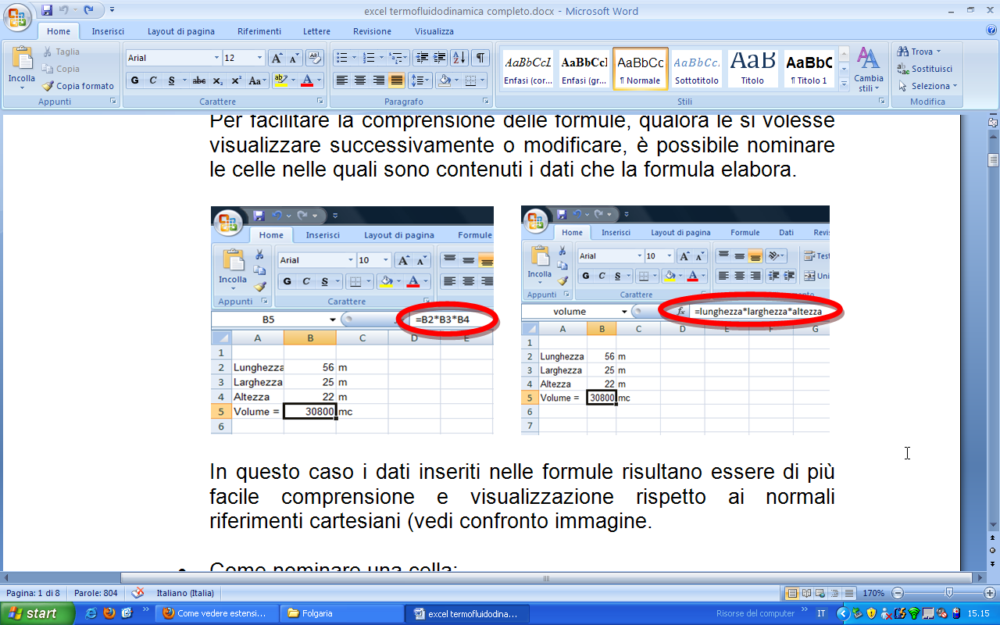 excel termofluidodinamica completo.docx - Microsoft Word
Home Inserisci Layout di pagina Riferimenti Lettere Revisione Visualizza
Incolla
Taglia
Copia
Copia formato
Appunti
Arial 12
G C S abc x₂ x² Aa
Carattere
Paragrafo
AaBbCcI AaBbCcI AaBbCc AaBbCc. AaB AaBbC
Enfasi (cor... Enfasi (gr... ¶ Normale Sottotitolo Titolo ¶ Titolo 1
Cambia
stili
Stili
Trova
Sostituisci
Seleziona
Modifica
Per facilitare la comprensione delle formule, qualora le si volesse
visualizzare successivamente o modificare, è possibile nominare
le celle nelle quali sono contenuti i dati che la formula elabora.
Home Inserisci Layout di pagina Formule
Incolla
Arial 10
G C S
Appunti Carattere
B5 =B2*B3*B4
A B C D E
1
2 Lunghezza 56 m
3 Larghezza 25 m
4 Altezza 22 m
5 Volume = 30800 mc
6
Home Inserisci Layout di pagina Formule Dati Revis
Incolla
Arial 10 Test
G C S Uni
Appunti Carattere
volume fx =lunghezza*larghezza*altezza
A B C D E F G
1
2 Lunghezza 56 m
3 Larghezza 25 m
4 Altezza 22 m
5 Volume = 30800 mc
6
7
In questo caso i dati inseriti nelle formule risultano essere di più
facile comprensione e visualizzazione rispetto ai normali
riferimenti cartesiani (vedi confronto immagine.
• Come nominare una cella:
Pagina: 1 di 8 Parole: 804 Italiano (Italia) 170%
start Come vedere estensi... Folgaria excel termofluidodina... Risorse del computer » IT 15.15